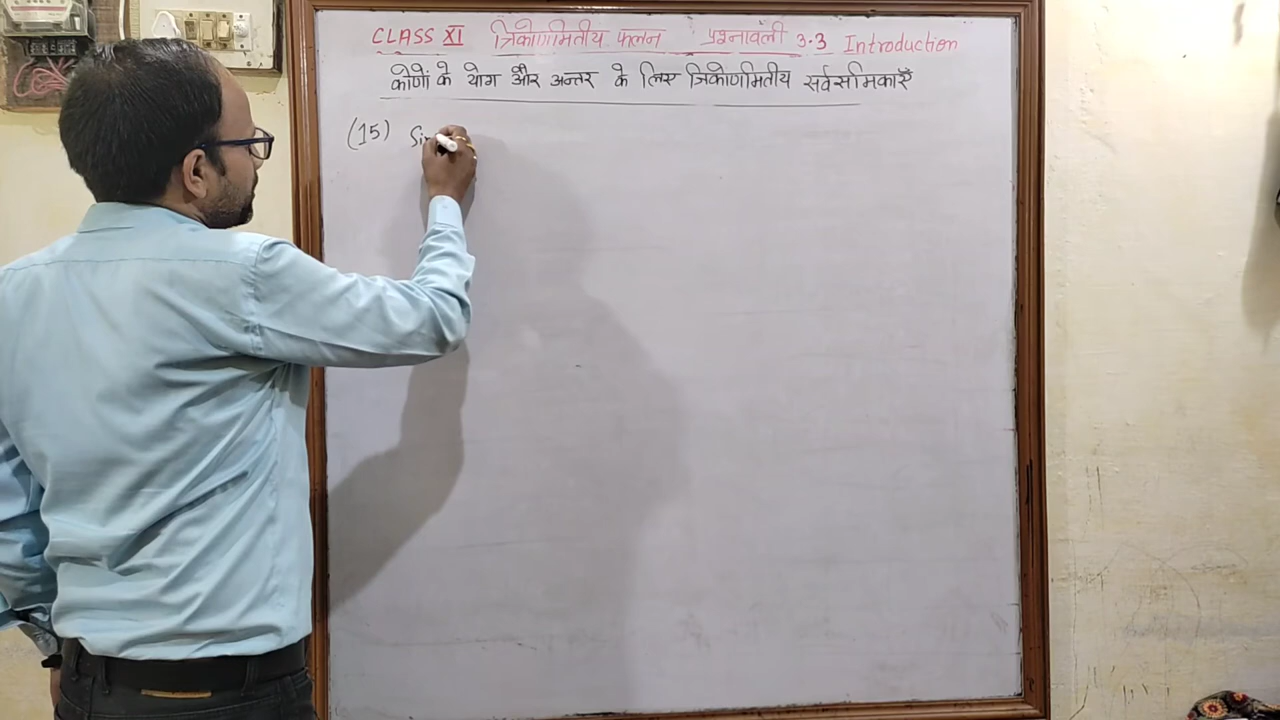 CLASS XI त्रिकोणमितीय फलन प्रश्नावली 3.3 Introduction
कोणों के योग और अन्तर के लिए त्रिकोणमितीय सर्वसमिकाएँ
(15) Si